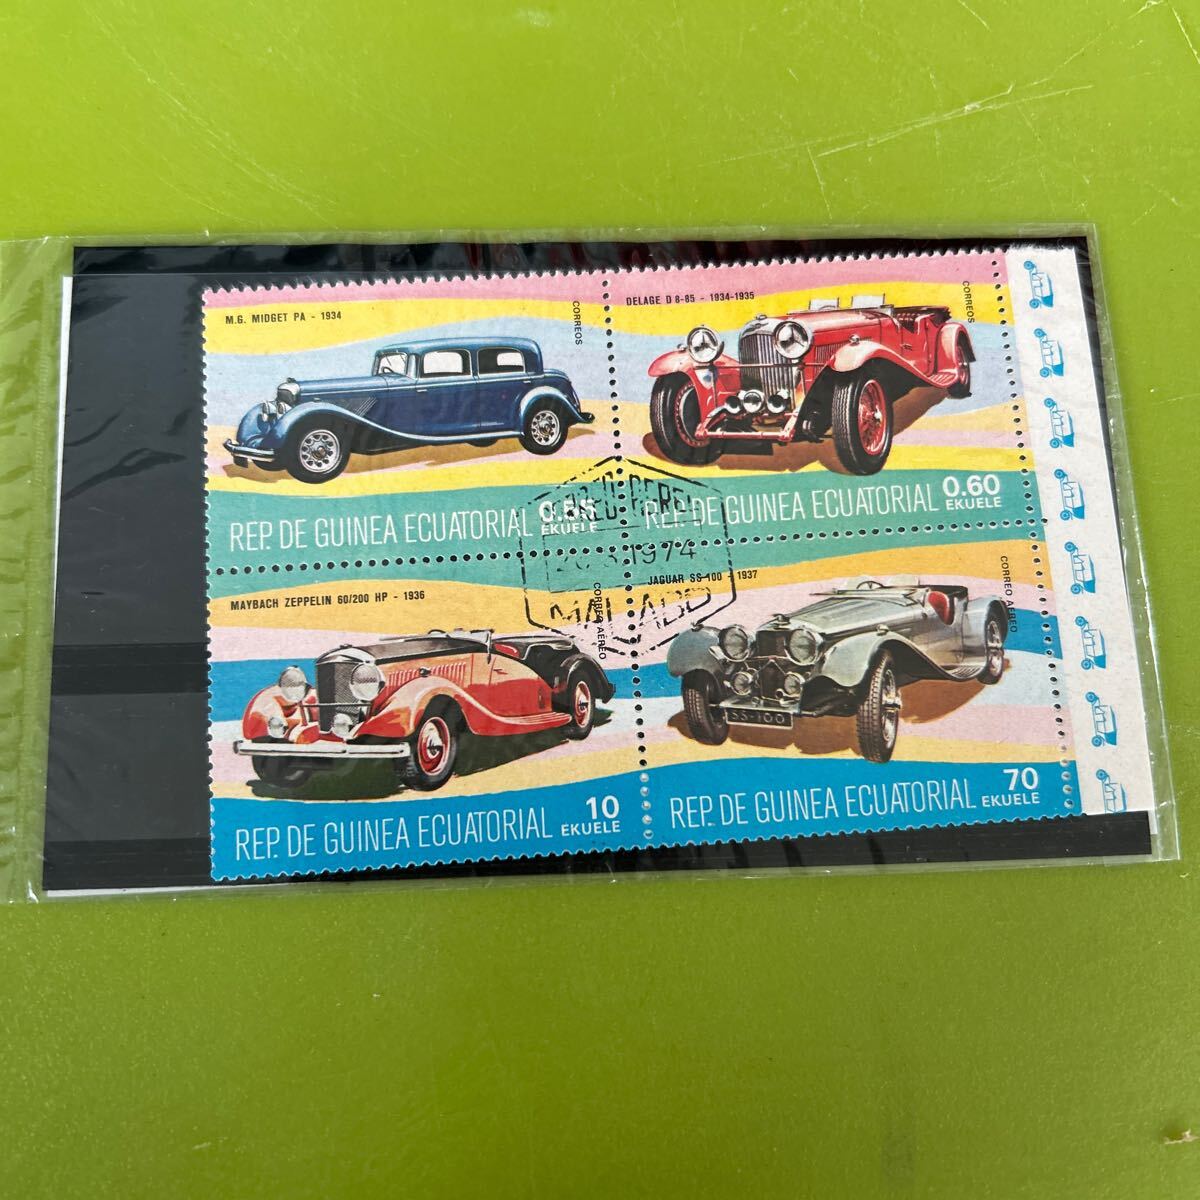 M.G. MIDGET PA - 1934
CORREOS
REP. DE GUINEA ECUATORIAL
EKUELE
DELAGE D 8-85 - 1934-1935
CORREOS
REP. DE GUINEA ECUATORIAL
0.60
EKUELE
1974
MALABO
MAYBACH ZEPPELIN 60/200 HP - 1936
CORREO AEREO
REP. DE GUINEA ECUATORIAL
10
EKUELE
JAGUAR SS-100 - 1937
CORREO AEREO
SS-100
REP. DE GUINEA ECUATORIAL
70
EKUELE